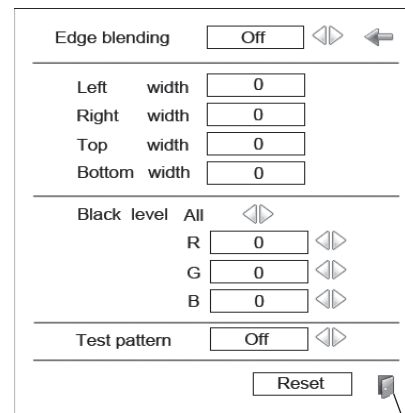 Edge blending Off
Left width 0
Right width 0
Top width 0
Bottom width 0
Black level All
R 0
G 0
B 0
Test pattern Off
Reset